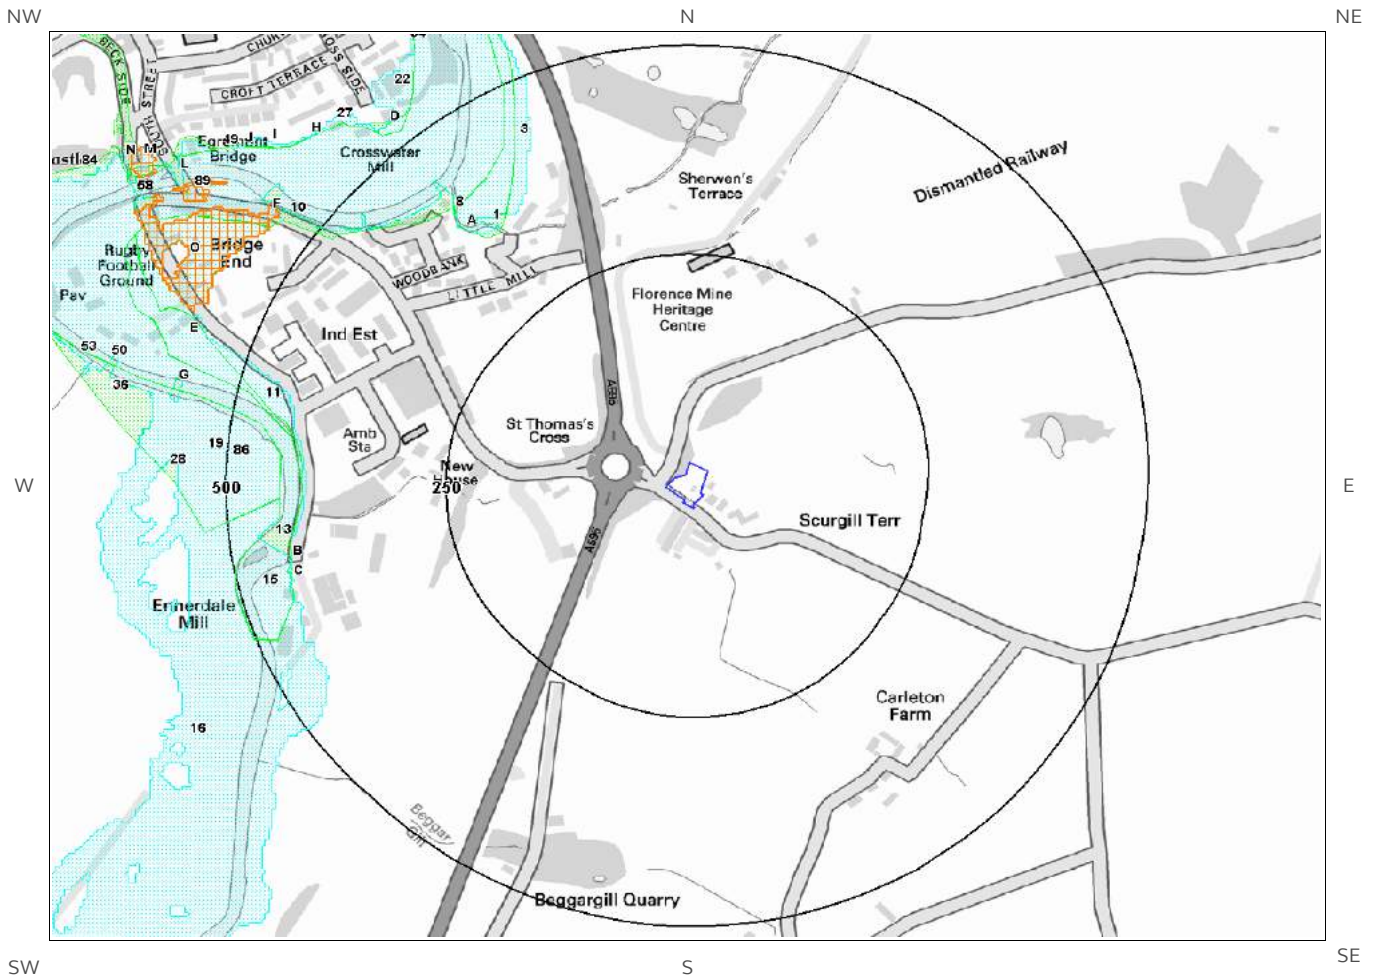 NW
N
NE
BECK SIDE
CROFT TERRACE
22
27
D
H
I
3
Bridge
Crosswater
Mill
N
M
L
84
68
89
F
10
8
A
1
Sherwen's
Terrace
Dismantled Railway
Rugby
Football
Ground
O
Bridge
End
Pav
WOODBANK
LITTLE MILL
Florence Mine
Heritage
Centre
E
Ind Est
53
50
36
G
11
A595
St Thomas's
Cross
Amb
Sta
19
86
28
New
House
W
500
250
E
13
B
C
15
Scurgill Terr
A595
Ennerdale
Mill
16
Carleton
Farm
Beggar
Gill
Beggargill Quarry
SW
S
SE